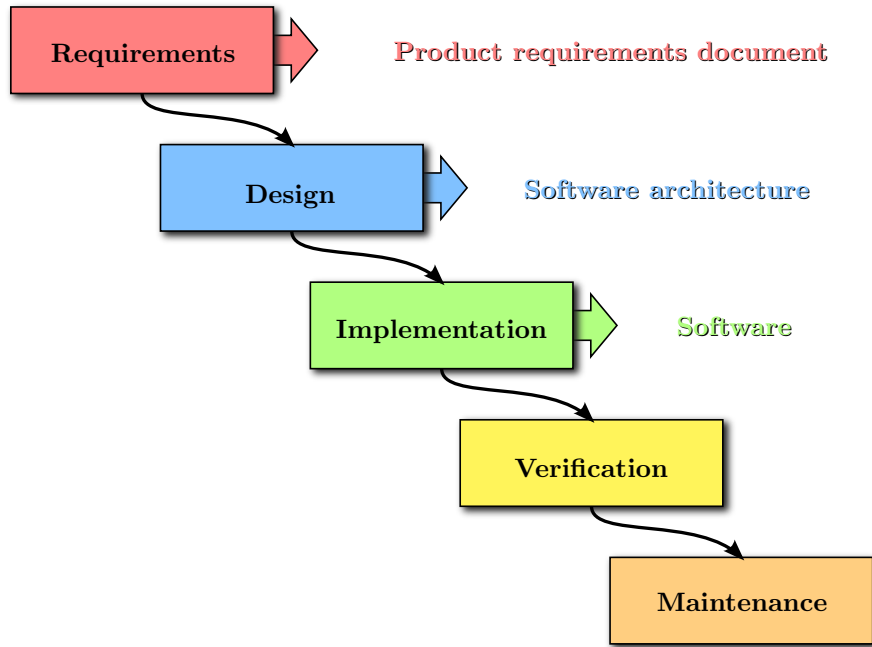 Requirements
Product requirements document
Design
Software architecture
Implementation
Software
Verification
Maintenance